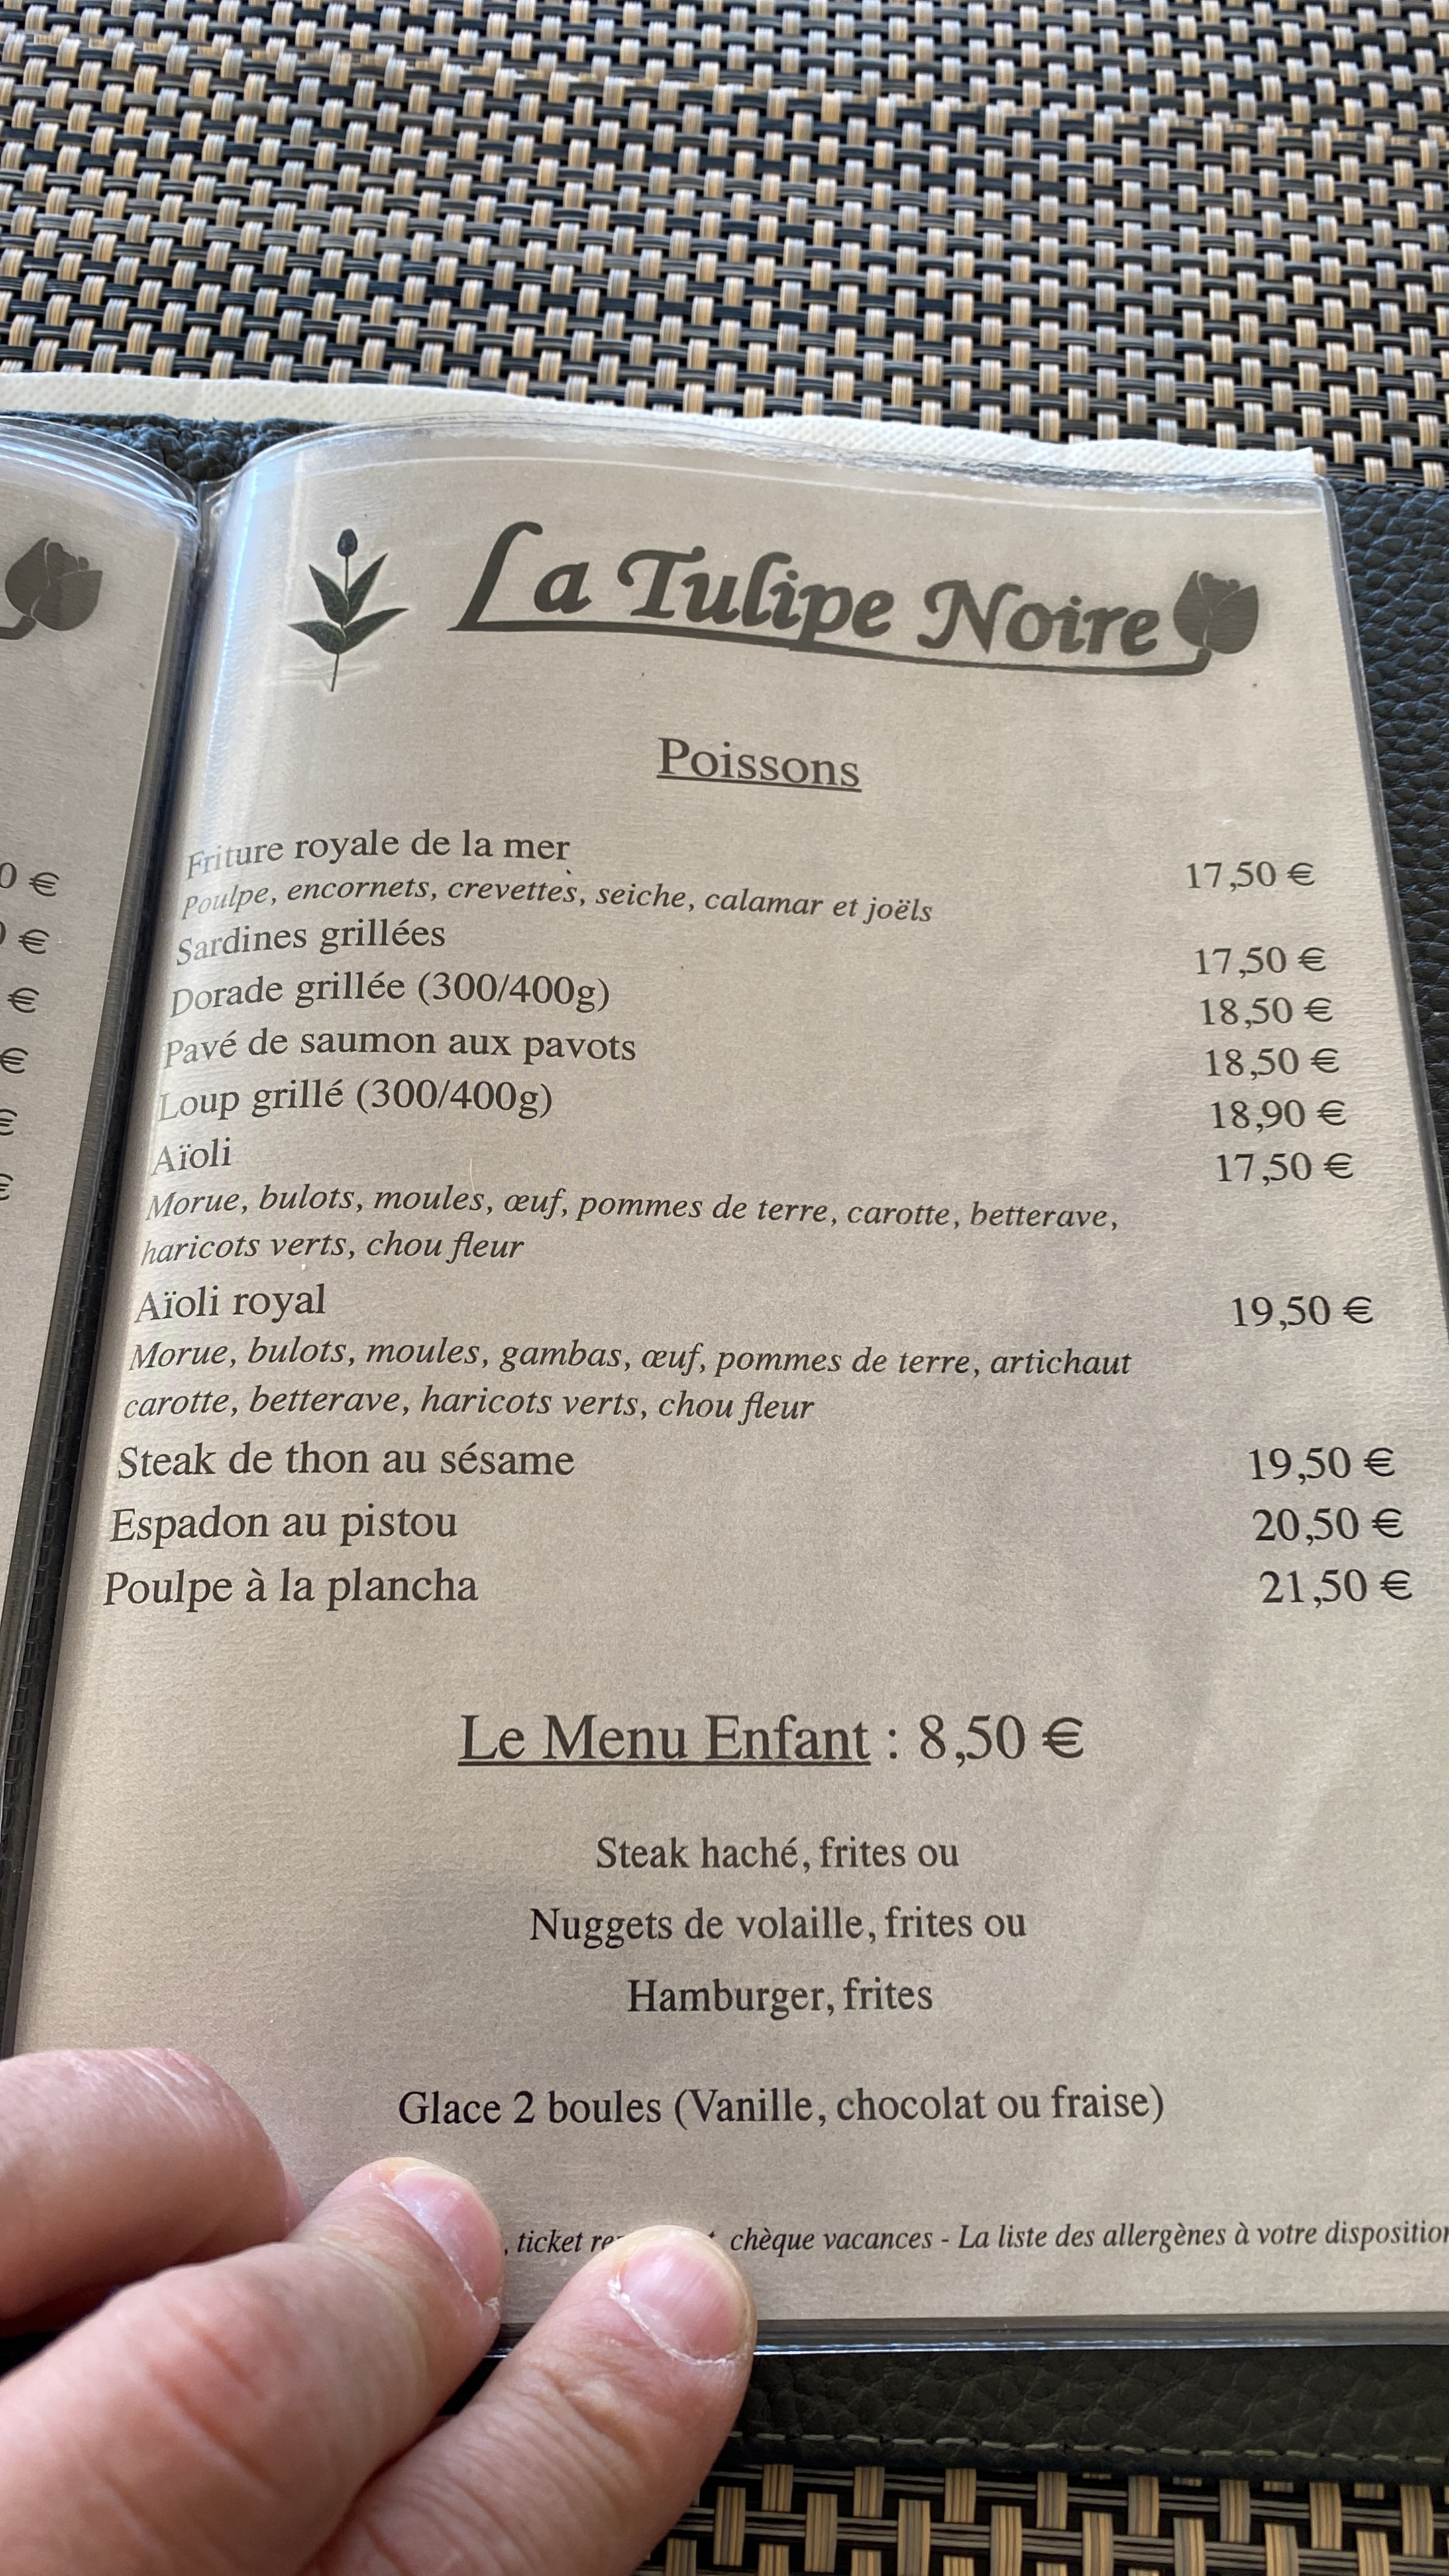 La Tulipe Noire
Poissons
Friture royale de la mer 17,50 €
Poulpe, encornets, crevettes, seiche, calamar et joëls
Sardines grillées 17,50 €
Dorade grillée (300/400g) 18,50 €
Pavé de saumon aux pavots 18,50 €
Loup grillé (300/400g) 18,90 €
Aïoli 17,50 €
Morue, bulots, moules, œuf, pommes de terre, carotte, betterave,
haricots verts, chou fleur
Aïoli royal 19,50 €
Morue, bulots, moules, gambas, œuf, pommes de terre, artichaut
carotte, betterave, haricots verts, chou fleur
Steak de thon au sésame 19,50 €
Espadon au pistou 20,50 €
Poulpe à la plancha 21,50 €
Le Menu Enfant : 8,50 €
Steak haché, frites ou
Nuggets de volaille, frites ou
Hamburger, frites
Glace 2 boules (Vanille, chocolat ou fraise)
, ticket chèque vacances - La liste des allergènes à votre disposition